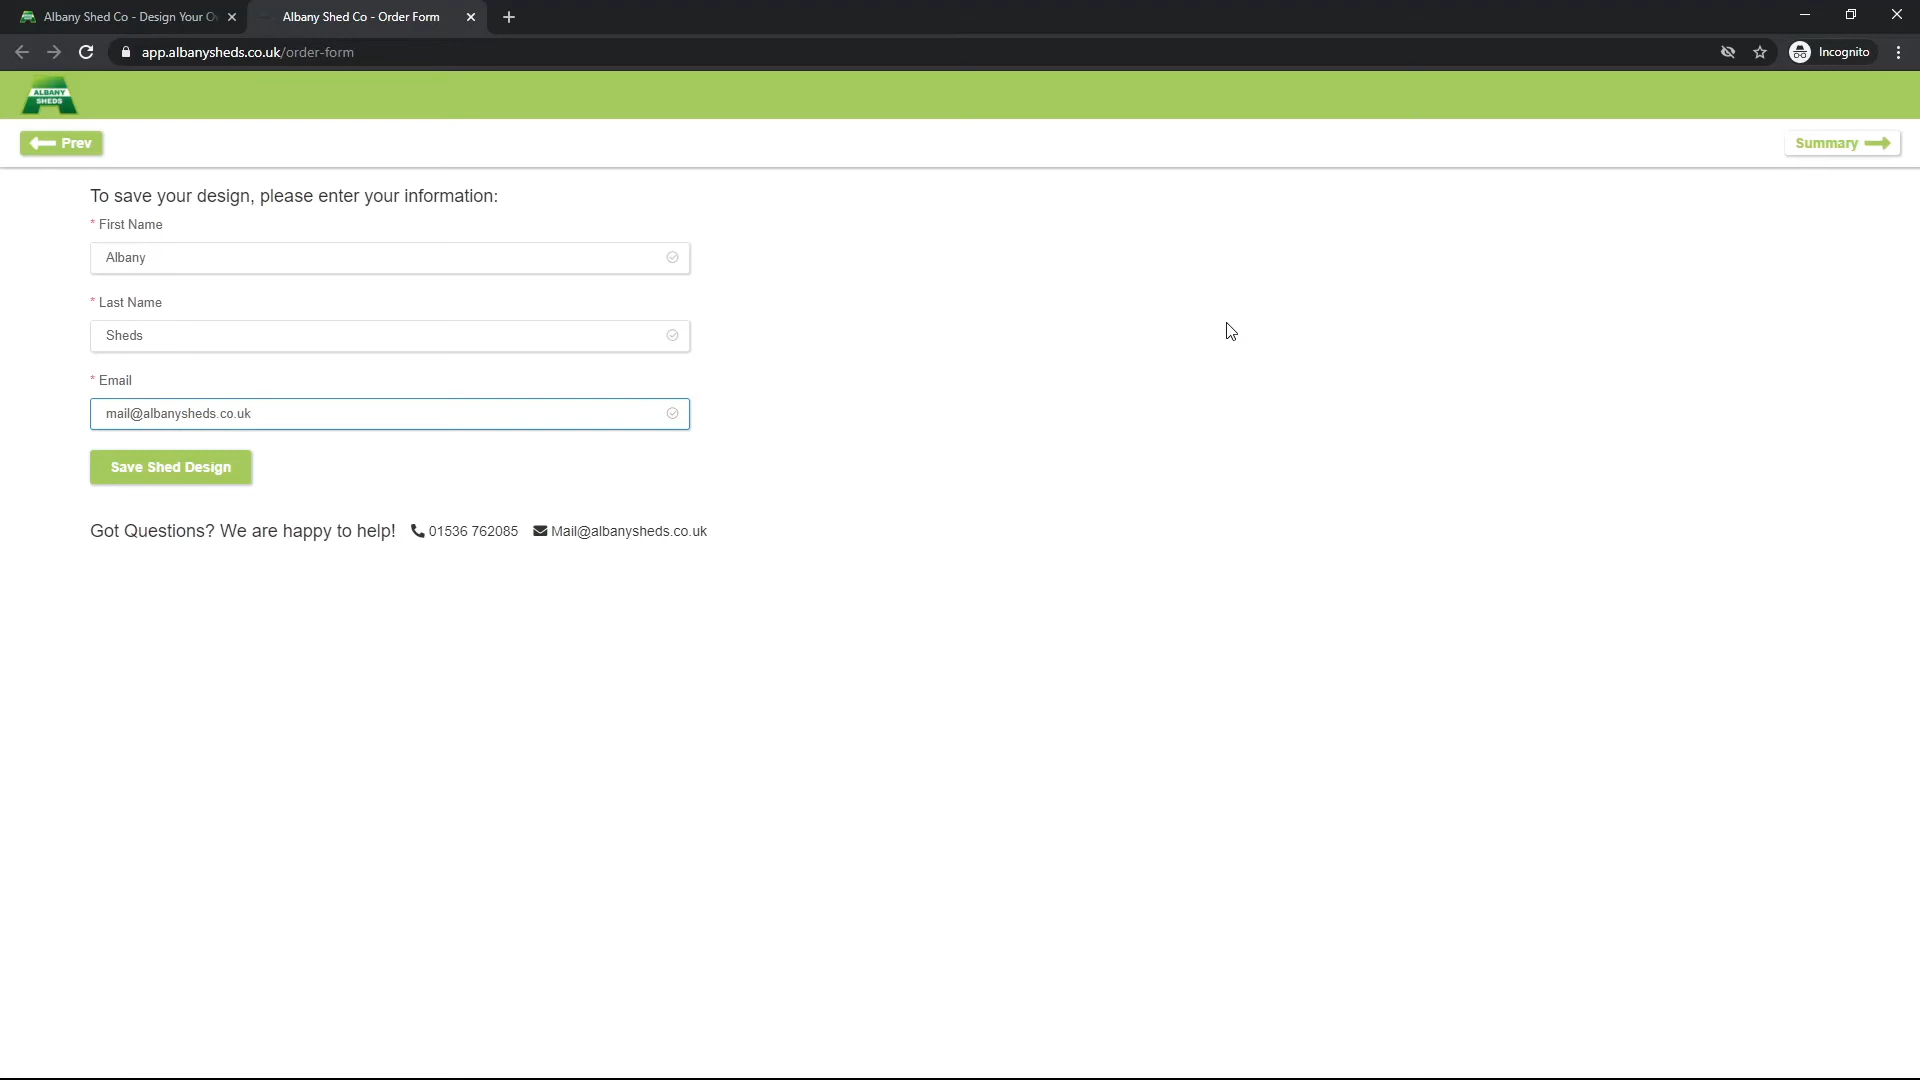 Albany Shed Co - Design Your O
Albany Shed Co - Order Form
app.albanysheds.co.uk/order-form
Incognito
ALBANY
SHEDS
Prev
Summary
To save your design, please enter your information:
* First Name
Albany
* Last Name
Sheds
* Email
mail@albanysheds.co.uk
Save Shed Design
Got Questions? We are happy to help! 01536 762085 Mail@albanysheds.co.uk